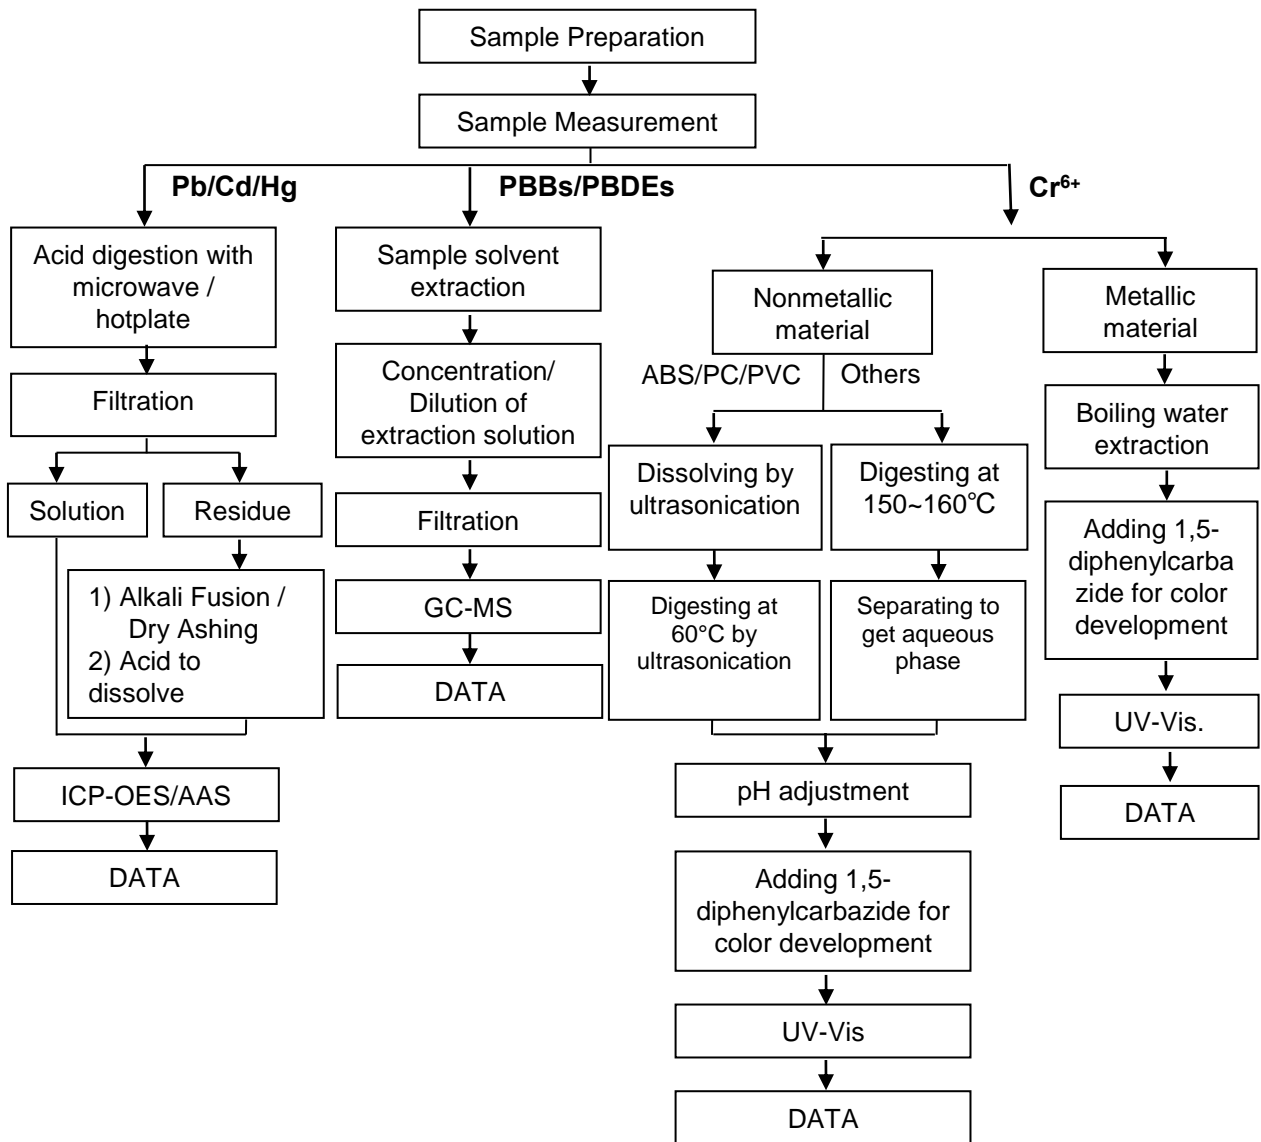 Sample Preparation
Sample Measurement
Pb/Cd/Hg
PBBs/PBDEs
Cr⁶⁺
Acid digestion with
microwave /
hotplate
Filtration
Solution
Residue
1) Alkali Fusion /
Dry Ashing
2) Acid to
dissolve
ICP-OES/AAS
DATA
Sample solvent
extraction
Concentration/
Dilution of
extraction solution
Filtration
GC-MS
DATA
Nonmetallic
material
ABS/PC/PVC
Others
Dissolving by
ultrasonication
Digesting at
60°C by
ultrasonication
Digesting at
150~160℃
Separating to
get aqueous
phase
pH adjustment
Adding 1,5-
diphenylcarbazide for
color development
UV-Vis
DATA
Metallic
material
Boiling water
extraction
Adding 1,5-
diphenylcarba
zide for color
development
UV-Vis.
DATA